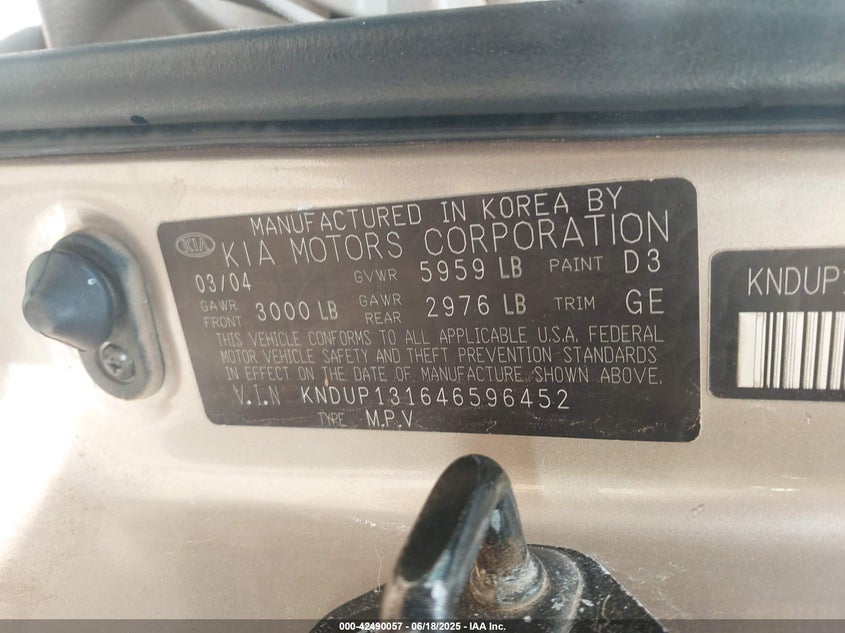 MANUFACTURED IN KOREA BY
KIA KIA MOTORS CORPORATION
03/04 GVWR 5959 LB PAINT D3
GAWR FRONT 3000 LB GAWR REAR 2976 LB TRIM GE
THIS VEHICLE CONFORMS TO ALL APPLICABLE U.S.A. FEDERAL
MOTOR VEHICLE SAFETY AND THEFT PREVENTION STANDARDS
IN EFFECT ON THE DATE OF MANUFACTURE SHOWN ABOVE.
V.I.N KNDUP131646596452
TYPE M.P.V
KNDUP1
000-42490057 - 06/18/2025 - IAA Inc.